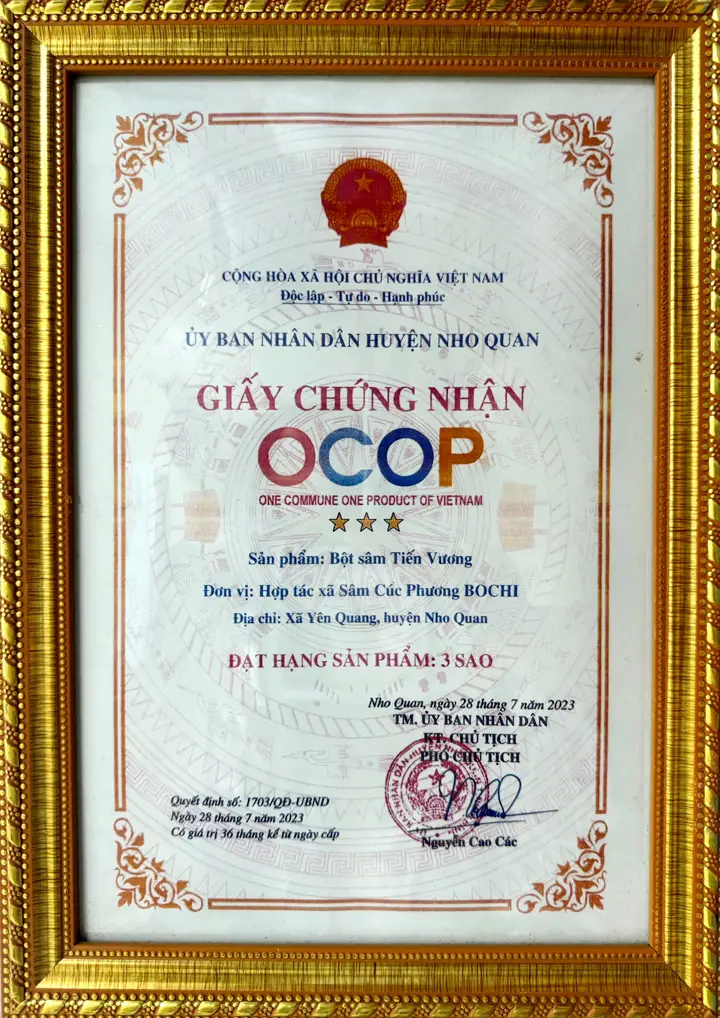 CỘNG HÒA XÃ HỘI CHỦ NGHĨA VIỆT NAM
Độc lập - Tự do - Hạnh phúc
ỦY BAN NHÂN DÂN HUYỆN NHO QUAN
GIẤY CHỨNG NHẬN
OCOP
ONE COMMUNE ONE PRODUCT OF VIETNAM
Sản phẩm: Bột sâm Tiến Vương
Đơn vị: Hợp tác xã Sâm Cúc Phương BOCHI
Địa chỉ: Xã Yên Quang, huyện Nho Quan
ĐẠT HẠNG SẢN PHẨM: 3 SAO
Nho Quan, ngày 28 tháng 7 năm 2023
TM. ỦY BAN NHÂN DÂN
KT. CHỦ TỊCH
PHÓ CHỦ TỊCH
Nguyễn Cao Các
Quyết định số: 1703/QĐ-UBND
Ngày 28 tháng 7 năm 2023
Có giá trị 36 tháng kể từ ngày cấp